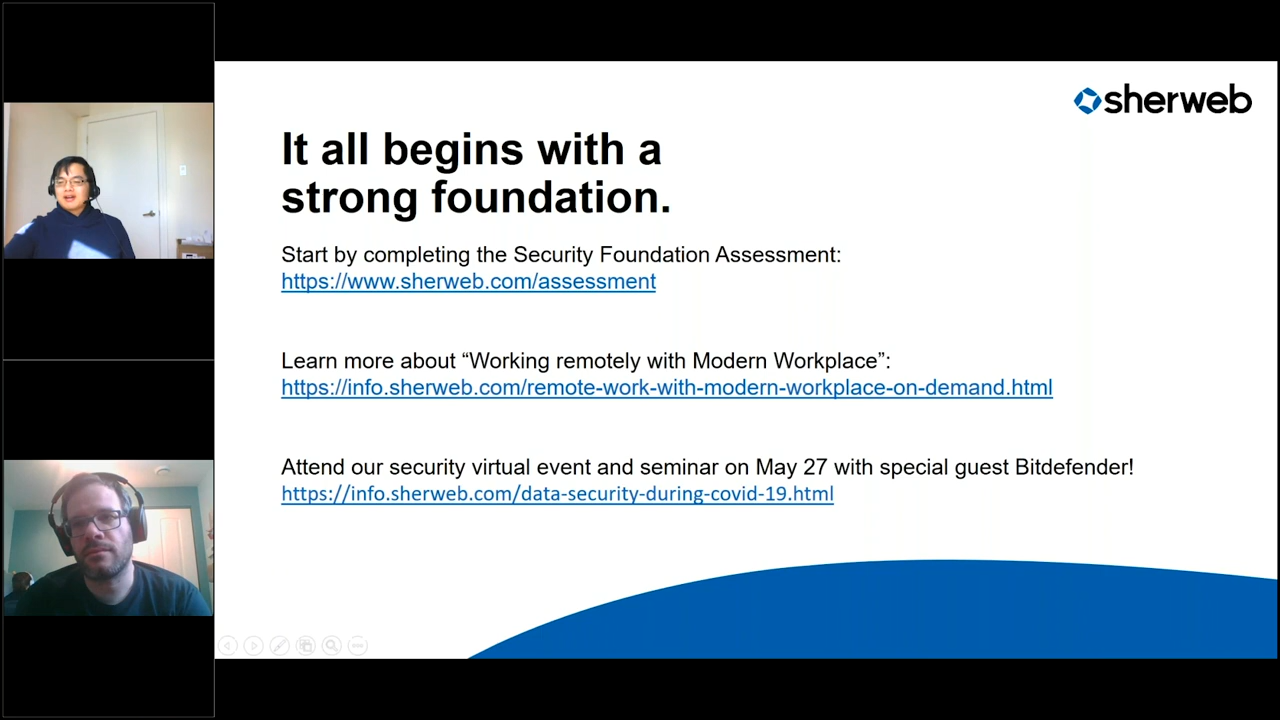 sherweb
It all begins with a
strong foundation.
Start by completing the Security Foundation Assessment:
https://www.sherweb.com/assessment
Learn more about “Working remotely with Modern Workplace”:
https://info.sherweb.com/remote-work-with-modern-workplace-on-demand.html
Attend our security virtual event and seminar on May 27 with special guest Bitdefender!
https://info.sherweb.com/data-security-during-covid-19.html